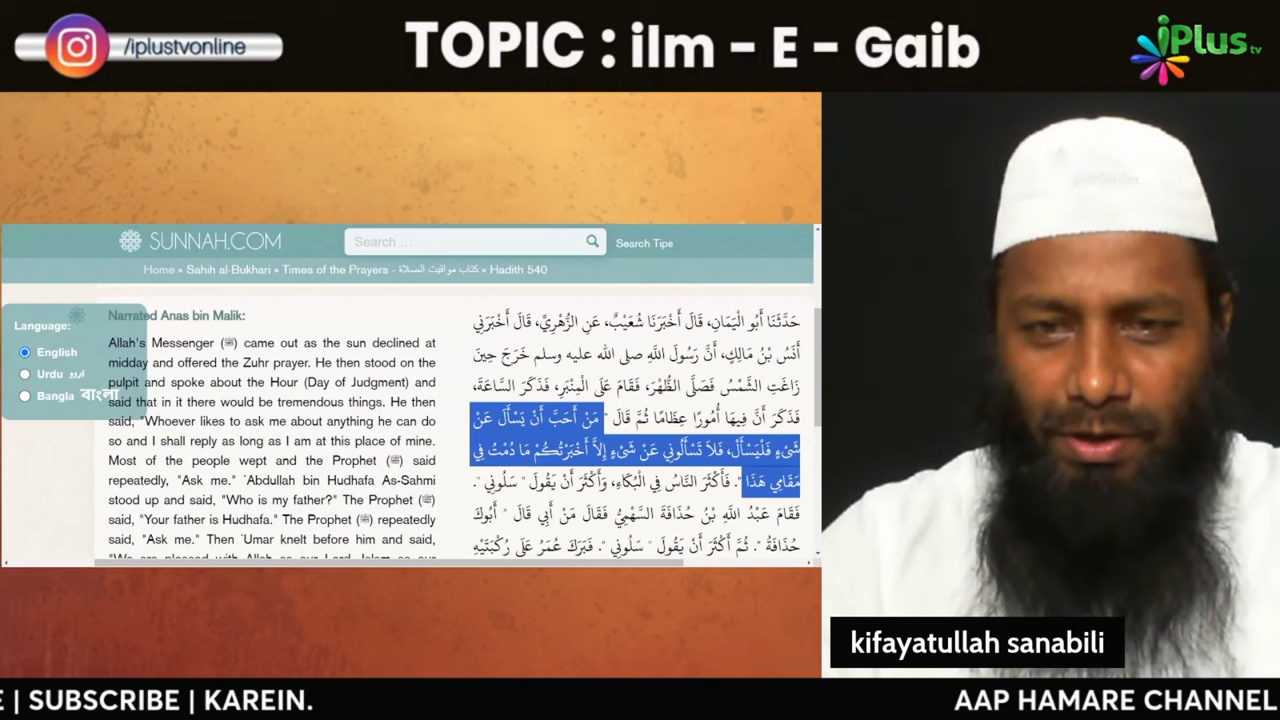 /iplustvonline
TOPIC : ilm - E - Gaib
iPlus tv
SUNNAH.COM
Search ...
Search Tips
Home » Sahih al-Bukhari » Times of the Prayers - كتاب مواقيت الصلاة » Hadith 540
Language:
English
Urdu اردو
Bangla বাংলা
Narrated Anas bin Malik:
Allah's Messenger (ﷺ) came out as the sun declined at
midday and offered the Zuhr prayer. He then stood on the
pulpit and spoke about the Hour (Day of Judgment) and
said that in it there would be tremendous things. He then
said, "Whoever likes to ask me about anything he can do
so and I shall reply as long as I am at this place of mine.
Most of the people wept and the Prophet (ﷺ) said
repeatedly, "Ask me." `Abdullah bin Hudhafa As-Sahmi
stood up and said, "Who is my father?" The Prophet (ﷺ)
said, "Your father is Hudhafa." The Prophet (ﷺ) repeatedly
said, "Ask me." Then `Umar knelt before him and said,
"We are pleased with Allah as our Lord, Islam as our
حَدَّثَنَا أَبُو الْيَمَانِ، قَالَ أَخْبَرَنَا شُعَيْبٌ، عَنِ الزُّهْرِيِّ، قَالَ أَخْبَرَنِي
أَنَسُ بْنُ مَالِكٍ، أَنَّ رَسُولَ اللَّهِ صلى الله عليه وسلم خَرَجَ حِينَ
زَاغَتِ الشَّمْسُ فَصَلَّى الظُّهْرَ، فَقَامَ عَلَى الْمِنْبَرِ، فَذَكَرَ السَّاعَةَ،
فَذَكَرَ أَنَّ فِيهَا أُمُورًا عِظَامًا ثُمَّ قَالَ " مَنْ أَحَبَّ أَنْ يَسْأَلَ عَنْ
شَىْءٍ فَلْيَسْأَلْ، فَلاَ تَسْأَلُونِي عَنْ شَىْءٍ إِلاَّ أَخْبَرْتُكُمْ مَا دُمْتُ فِي
مَقَامِي هَذَا ". فَأَكْثَرَ النَّاسُ فِي الْبُكَاءِ، وَأَكْثَرَ أَنْ يَقُولَ " سَلُونِي ".
فَقَامَ عَبْدُ اللَّهِ بْنُ حُذَافَةَ السَّهْمِيُّ فَقَالَ مَنْ أَبِي قَالَ " أَبُوكَ
حُذَافَةُ ". ثُمَّ أَكْثَرَ أَنْ يَقُولَ " سَلُونِي ". فَبَرَكَ عُمَرُ عَلَى رُكْبَتَيْهِ
kifayatullah sanabili
E | SUBSCRIBE | KAREIN.
AAP HAMARE CHANNEL